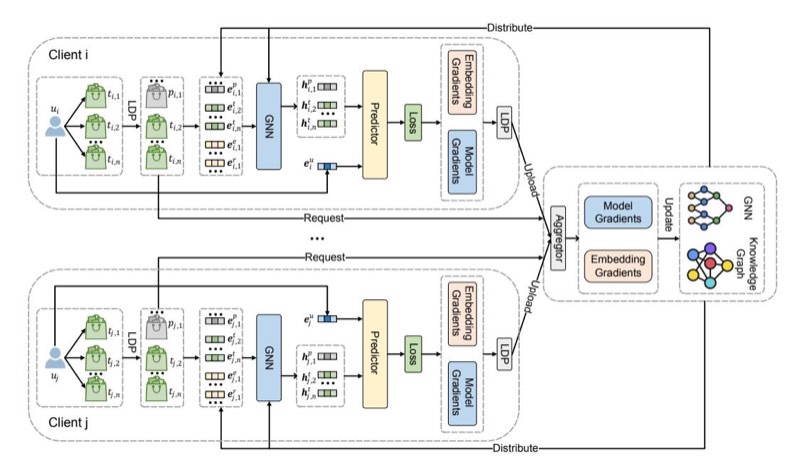 Distribute
Client i
u_i
t_{i,1}
t_{i,2}
...
t_{i,n}
LDP
...
p_{i,1}
t_{i,2}
...
t_{i,n}
...
e^p_{i,1}
e^t_{i,2}
...
e^t_{i,n}
e^e_{i,1}
...
e^r_{i,1}
GNN
h^p_{i,1}
h^t_{i,2}
...
h^t_{i,n}
e^u_i
Predictor
Loss
Embedding
Gradients
Model
Gradients
LDP
Upload
Request
...
Request
Aggregtor
Model
Gradients
Embedding
Gradients
Update
GNN
Knowledge
Graph
Upload
u_j
t_{j,1}
t_{j,2}
...
t_{j,n}
LDP
...
p_{j,1}
t_{j,2}
...
t_{j,n}
...
e^p_{j,1}
e^t_{j,2}
...
e^t_{j,n}
e^e_{j,1}
...
e^r_{j,1}
GNN
e^u_j
h^p_{j,1}
h^t_{j,2}
...
h^t_{j,n}
Predictor
Loss
Embedding
Gradients
Model
Gradients
LDP
Client j
Distribute